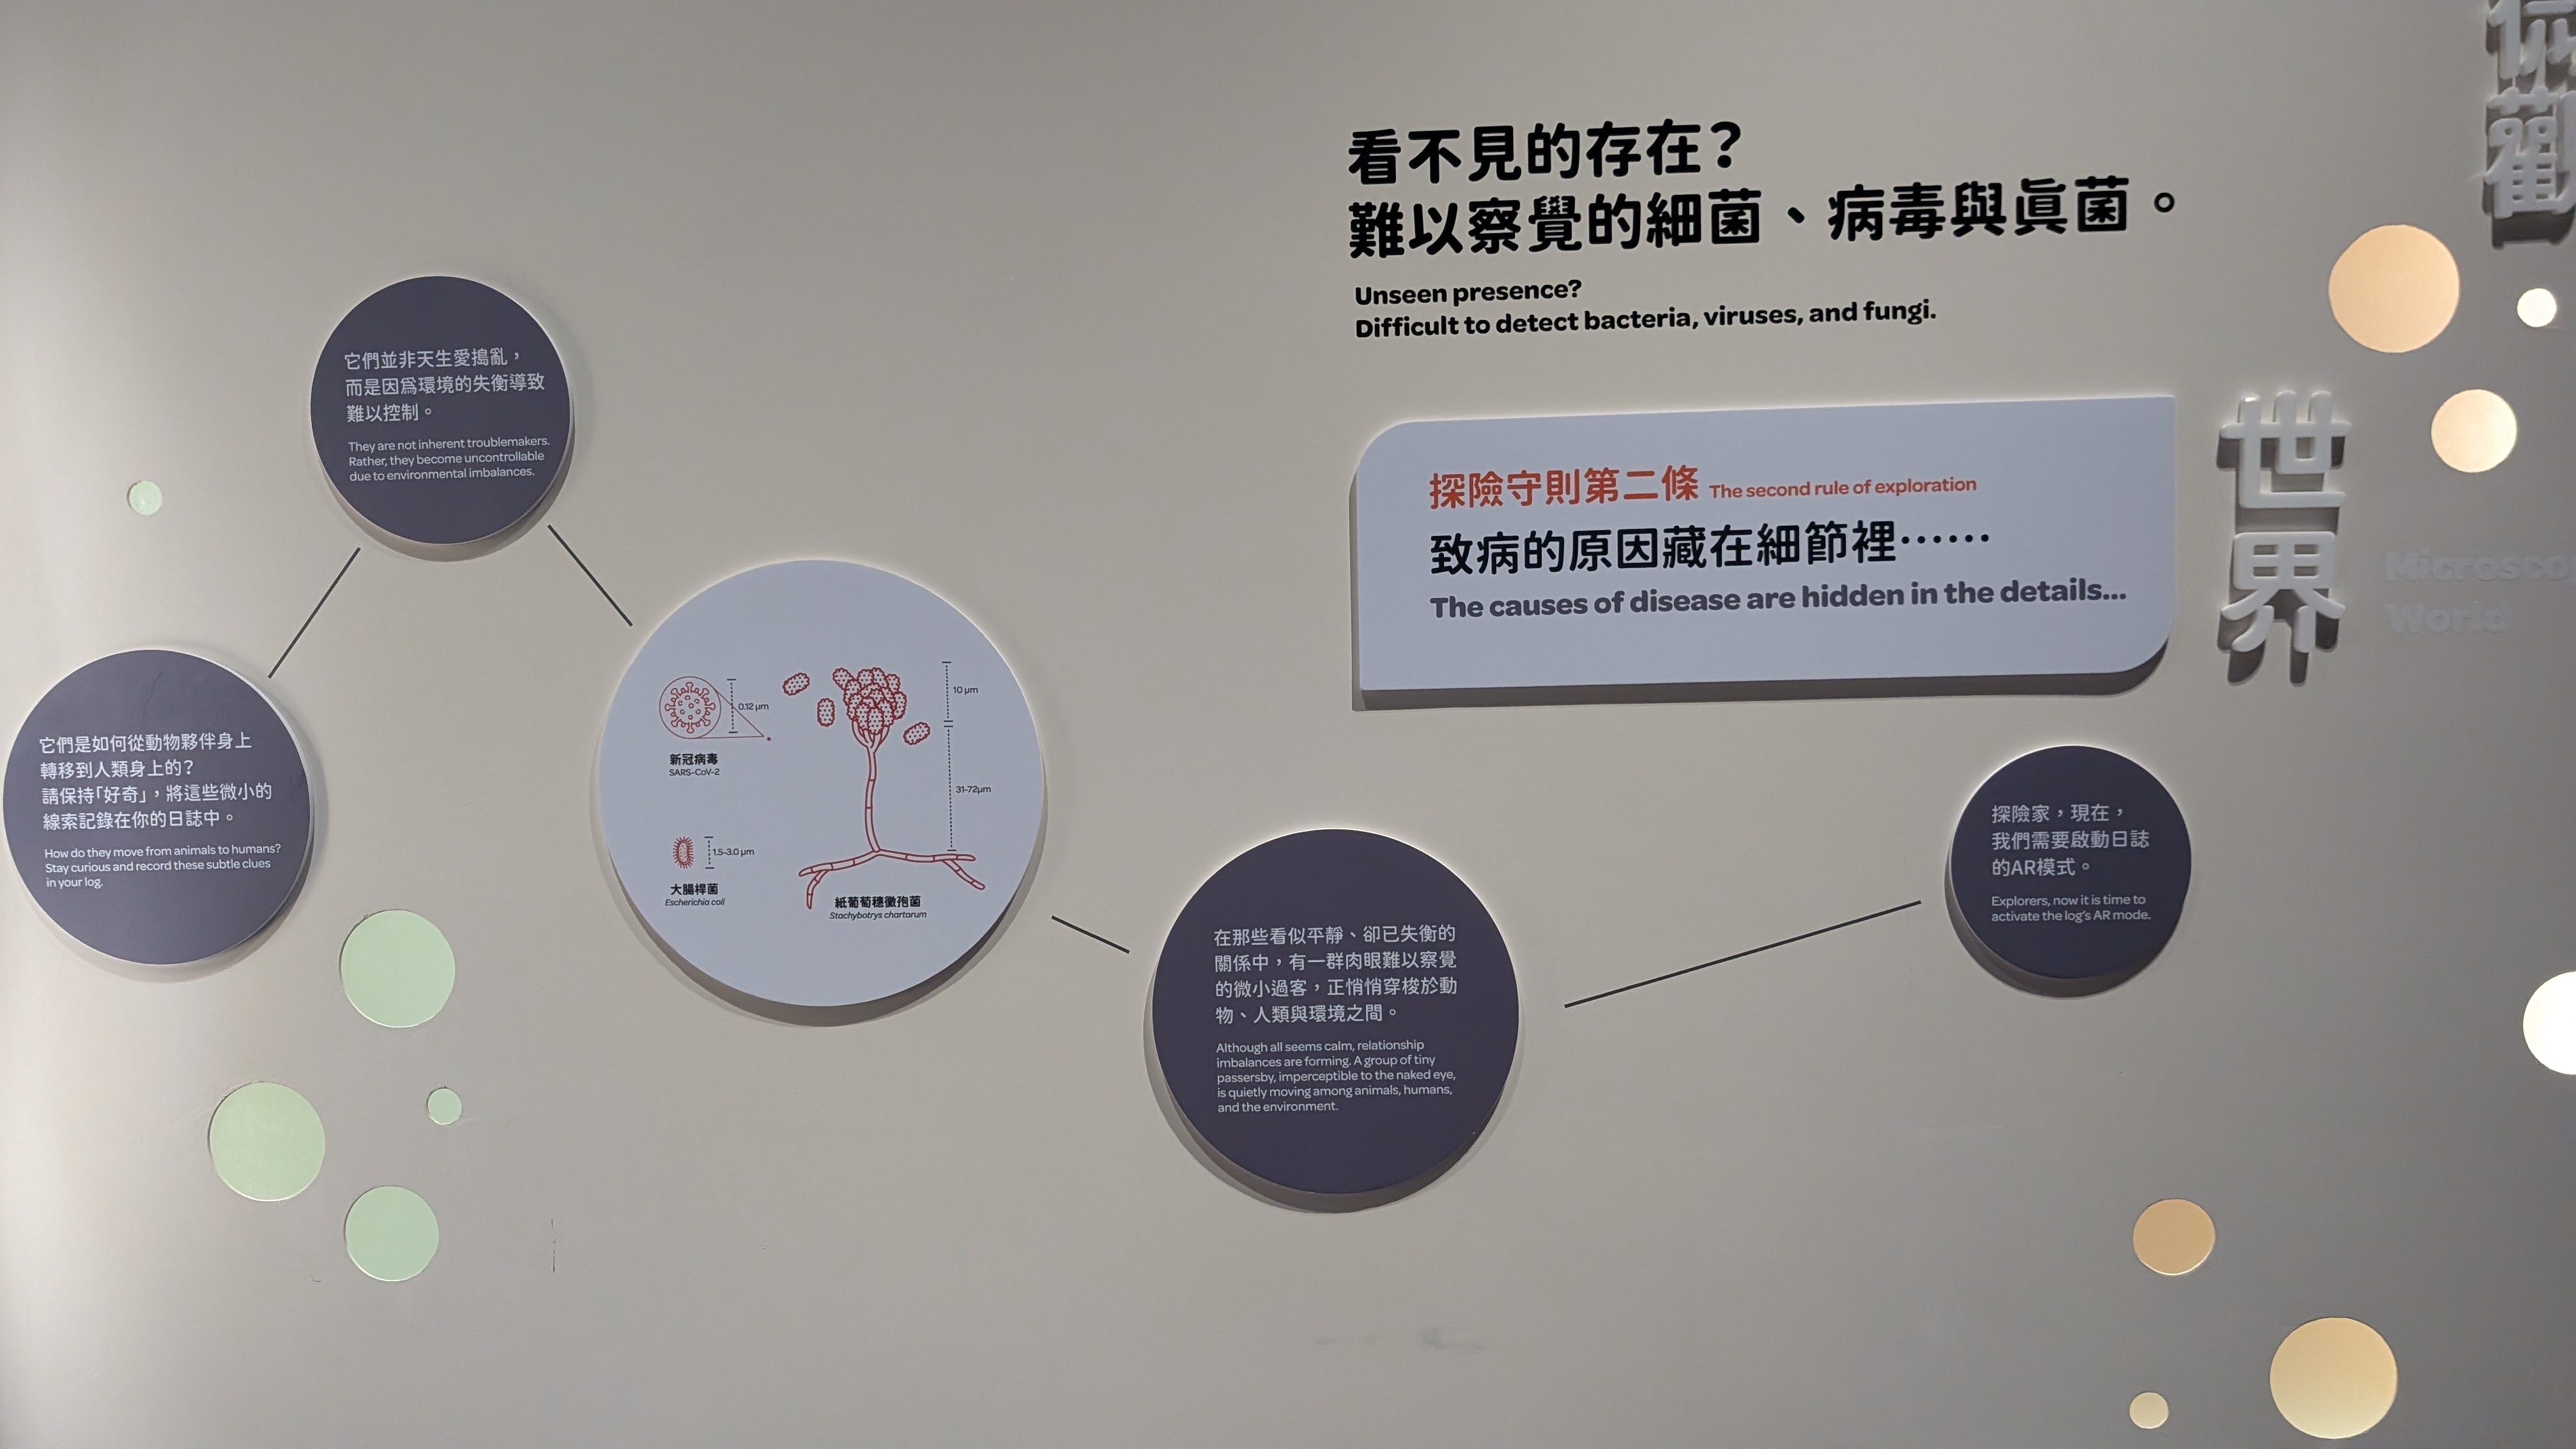 看不見的存在？
難以察覺的細菌、病毒與眞菌。
Unseen presence?
Difficult to detect bacteria, viruses, and fungi.
探險守則第二條 The second rule of exploration
致病的原因藏在細節裡……
The causes of disease are hidden in the details...
觀
世界
World
探險家，現在，
我們需要啟動日誌
的AR模式。
Explorers, now it is time to
activate the log's AR mode.
在那些看似平靜、卻已失衡的
關係中，有一群肉眼難以察覺
的微小過客，正悄悄穿梭於動
物、人類與環境之間。
Although all seems calm, relationship
imbalances are forming. A group of tiny
passersby, imperceptible to the naked eye,
is quietly moving among animals, humans,
and the environment.
0.12 μm
新冠病毒
SARS-CoV-2
1.5-3.0 μm
大腸桿菌
Escherichia coli
10 μm
31-72μm
紙葡萄穗黴孢菌
Stachybotrys chartarum
它們並非天生愛搗亂，
而是因爲環境的失衡導致
難以控制。
They are not inherent troublemakers.
Rather, they become uncontrollable
due to environmental imbalances.
它們是如何從動物夥伴身上
轉移到人類身上的？
請保持「好奇」，將這些微小的
線索記錄在你的日誌中。
How do they move from animals to humans?
Stay curious and record these subtle clues
in your log.